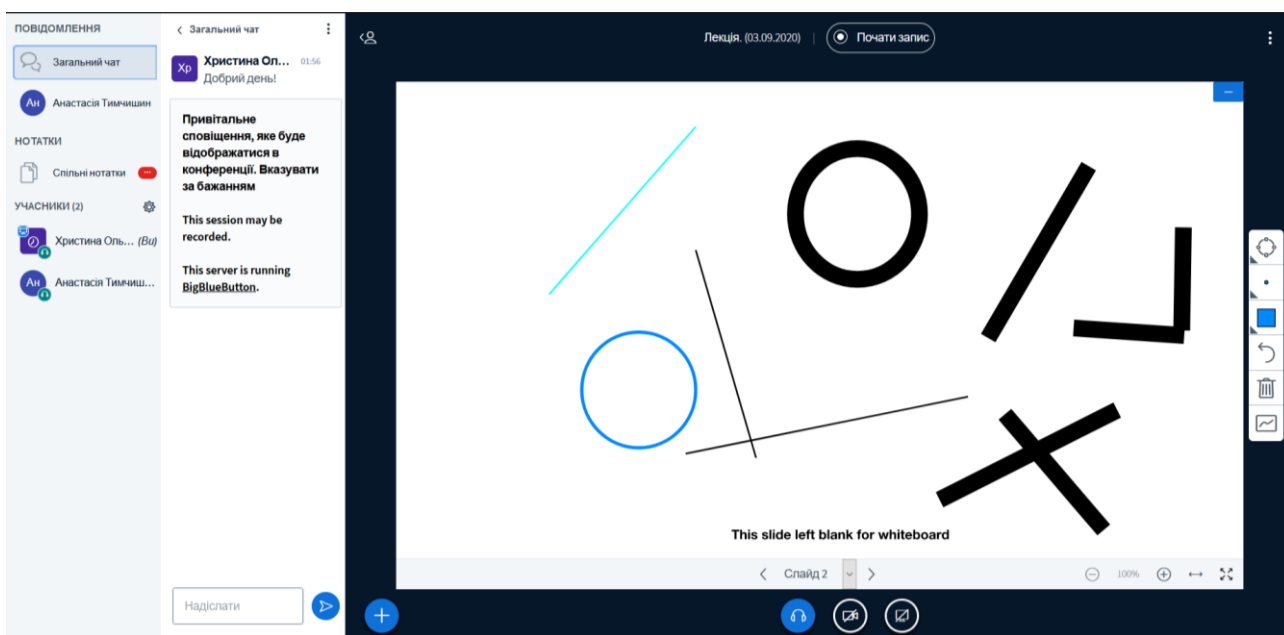 ПОВІДОМЛЕННЯ
Загальний чат
Ан Анастасія Тимчишин
НОТАТКИ
Спільні нотатки
УЧАСНИКИ (2)
Христина Оль... (Ви)
Ан Анастасія Тимчиш...
Загальний чат
Хр Христина Ол... 01:56
Добрий день!
Привітальне
сповіщення, яке буде
відображатися в
конференції. Вказувати
за бажанням
This session may be
recorded.
This server is running
BigBlueButton.
Надіслати
Лекція. (03.09.2020) | Почати запис
This slide left blank for whiteboard
Слайд 2
100%